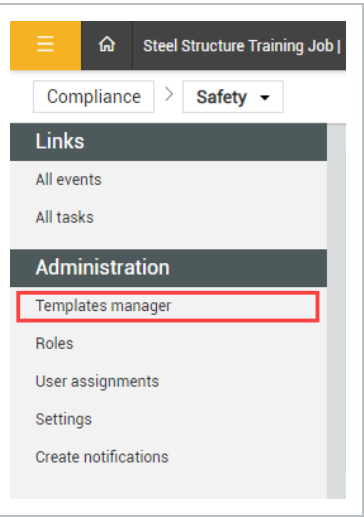 Steel Structure Training Job |
Compliance > Safety
Links
All events
All tasks
Administration
Templates manager
Roles
User assignments
Settings
Create notifications